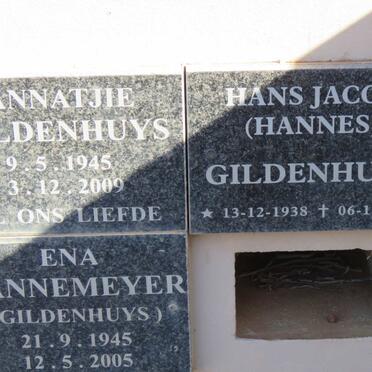 ANNATJIE
LDENHUYS
9.5.1945
3.12.2009
ONS LIEFDE
HANS JACO
(HANNES
GILDENHU
★ 13-12-1938 ✝ 06-1
ENA
ANNEMEYER
GILDENHUYS)
21.9.1945
12.5.2005